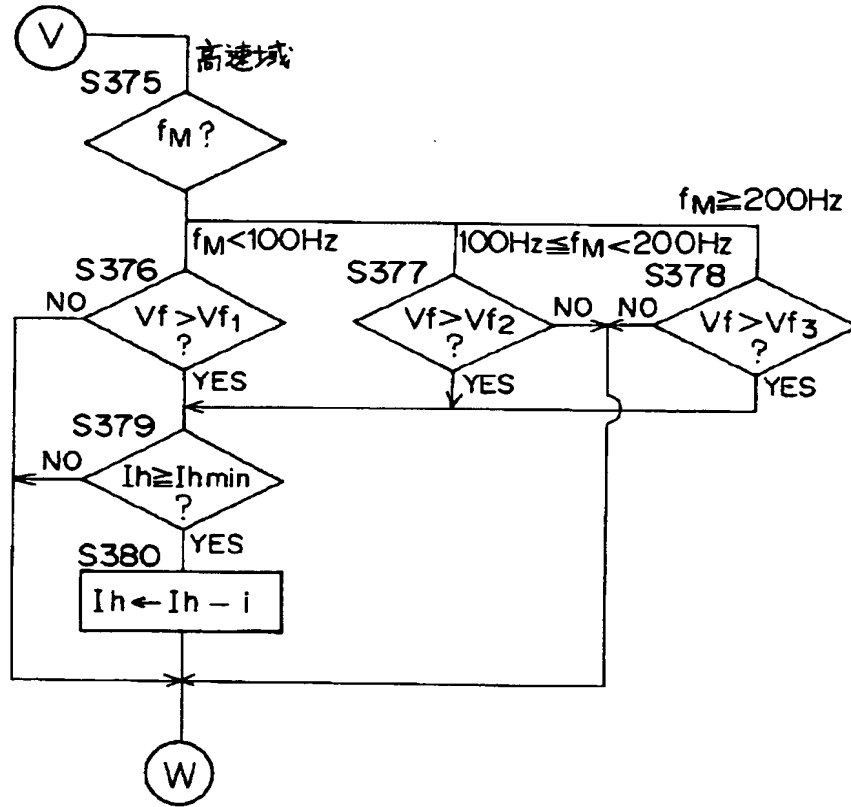 V
高速域
S375
fM?
fM≧200Hz
fM<100Hz
100Hz≦fM<200Hz
S376
S377
S378
NO
Vf>Vf1
?
YES
Vf>Vf2
?
NO
YES
NO
Vf>Vf3
?
YES
S379
NO
Ih≧Ihmin
?
YES
S380
Ih←Ih-i
W